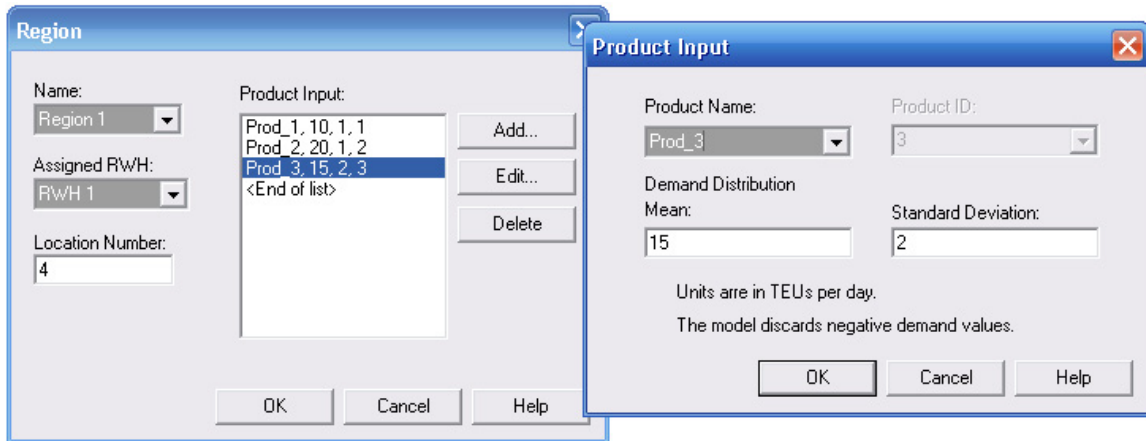 Region
Name:
Region 1
Assigned RWH:
RWH 1
Location Number:
4
Product Input:
Prod_1, 10, 1, 1
Prod_2, 20, 1, 2
Prod_3, 15, 2, 3
<End of list>
Add...
Edit...
Delete
OK
Cancel
Help
Product Input
Product Name:
Product ID:
Prod_3
3
Demand Distribution
Mean:
Standard Deviation:
15
2
Units arre in TEUs per day.
The model discards negative demand values.
OK
Cancel
Help